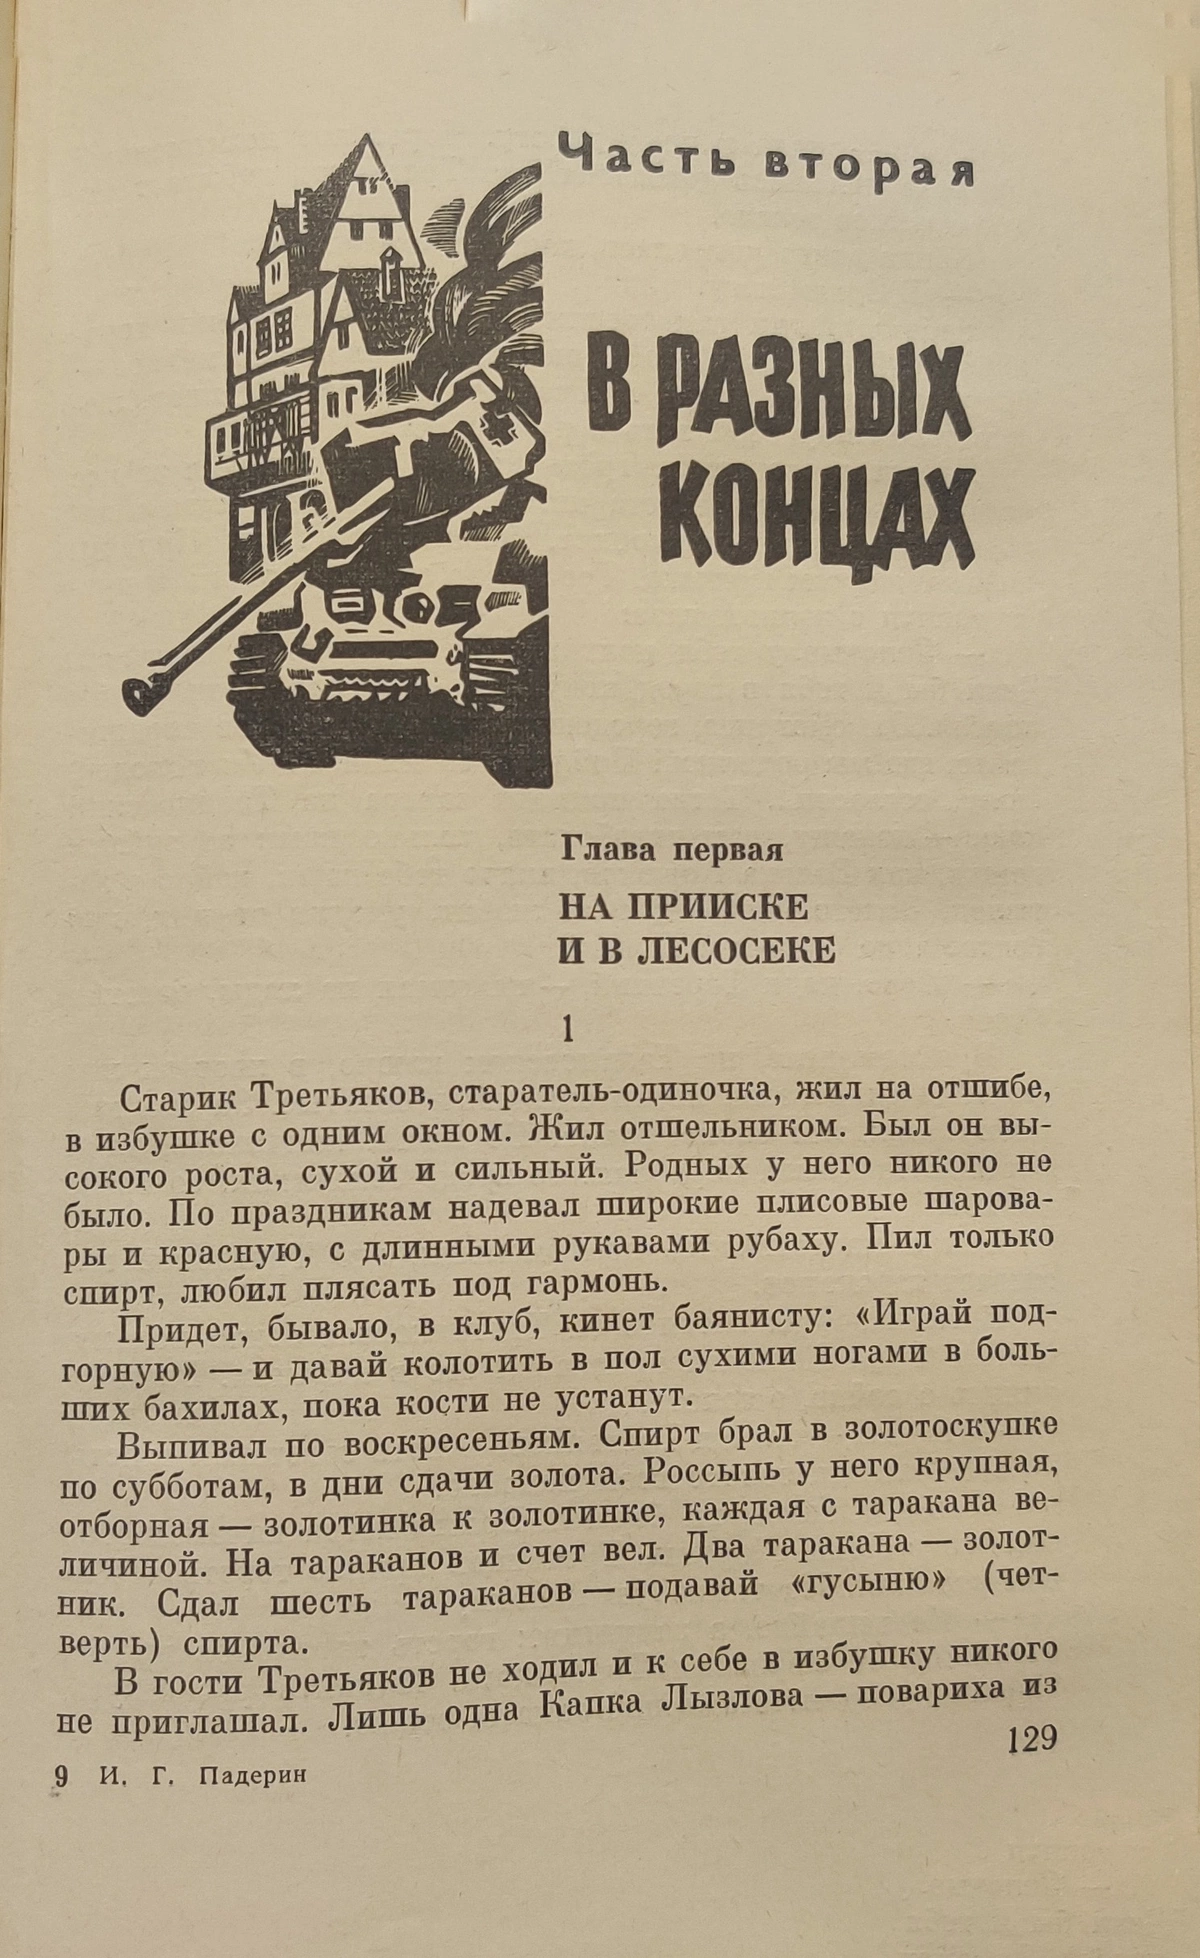 Часть вторая
В РАЗНЫХ
КОНЦАХ
Глава первая
НА ПРИИСКЕ
И В ЛЕСОСЕКЕ
1
Старик Третьяков, старатель-одиночка, жил на отшибе,
в избушке с одним окном. Жил отшельником. Был он вы-
сокого роста, сухой и сильный. Родных у него никого не
было. По праздникам надевал широкие плисовые шарова-
ры и красную, с длинными рукавами рубаху. Пил только
спирт, любил плясать под гармонь.
Придет, бывало, в клуб, кинет баянисту: «Играй под-
горную» — и давай колотить в пол сухими ногами в боль-
ших бахилах, пока кости не устанут.
Выпивал по воскресеньям. Спирт брал в золотоскупке
по субботам, в дни сдачи золота. Россыпь у него крупная,
отборная — золотинка к золотинке, каждая с таракана ве-
личиной. На тараканов и счет вел. Два таракана — золот-
ник. Сдал шесть тараканов — подавай «гусыню» (чет-
верть) спирта.
В гости Третьяков не ходил и к себе в избушку никого
не приглашал. Лишь одна Капка Лызлова — повариха из
129
9 И. Г. Падерин